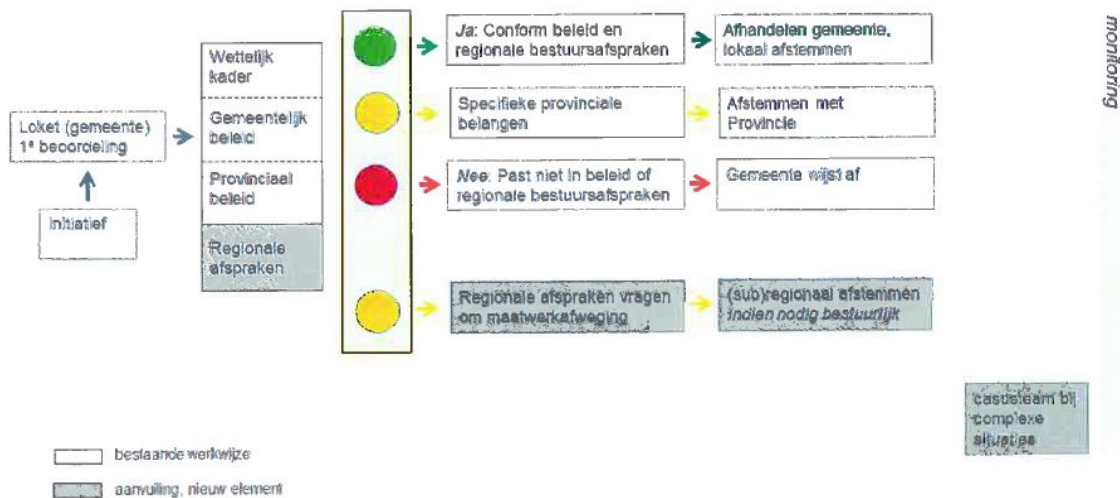 Initiatief
Loket (gemeente)
1e beoordeling
Wettelijk
kader
Gemeentelijk
beleid
Provinciaal
beleid
Regionale
afspraken
Ja: Conform beleid en
regionale bestuursafspraken
Afhandelen gemeente,
lokaal afstemmen
Specifieke provinciale
belangen
Afstemmen met
Provincie
Nee: Past niet in beleid of
regionale bestuursafspraken
Gemeente wijst af
Regionale afspraken vragen
om maatwerkafweging
(sub)regionaal afstemmen
indien nodig bestuurlijk
casusteam bij
complexe
situaties
monitoring
bestaande werkwijze
aanvulling, nieuw element